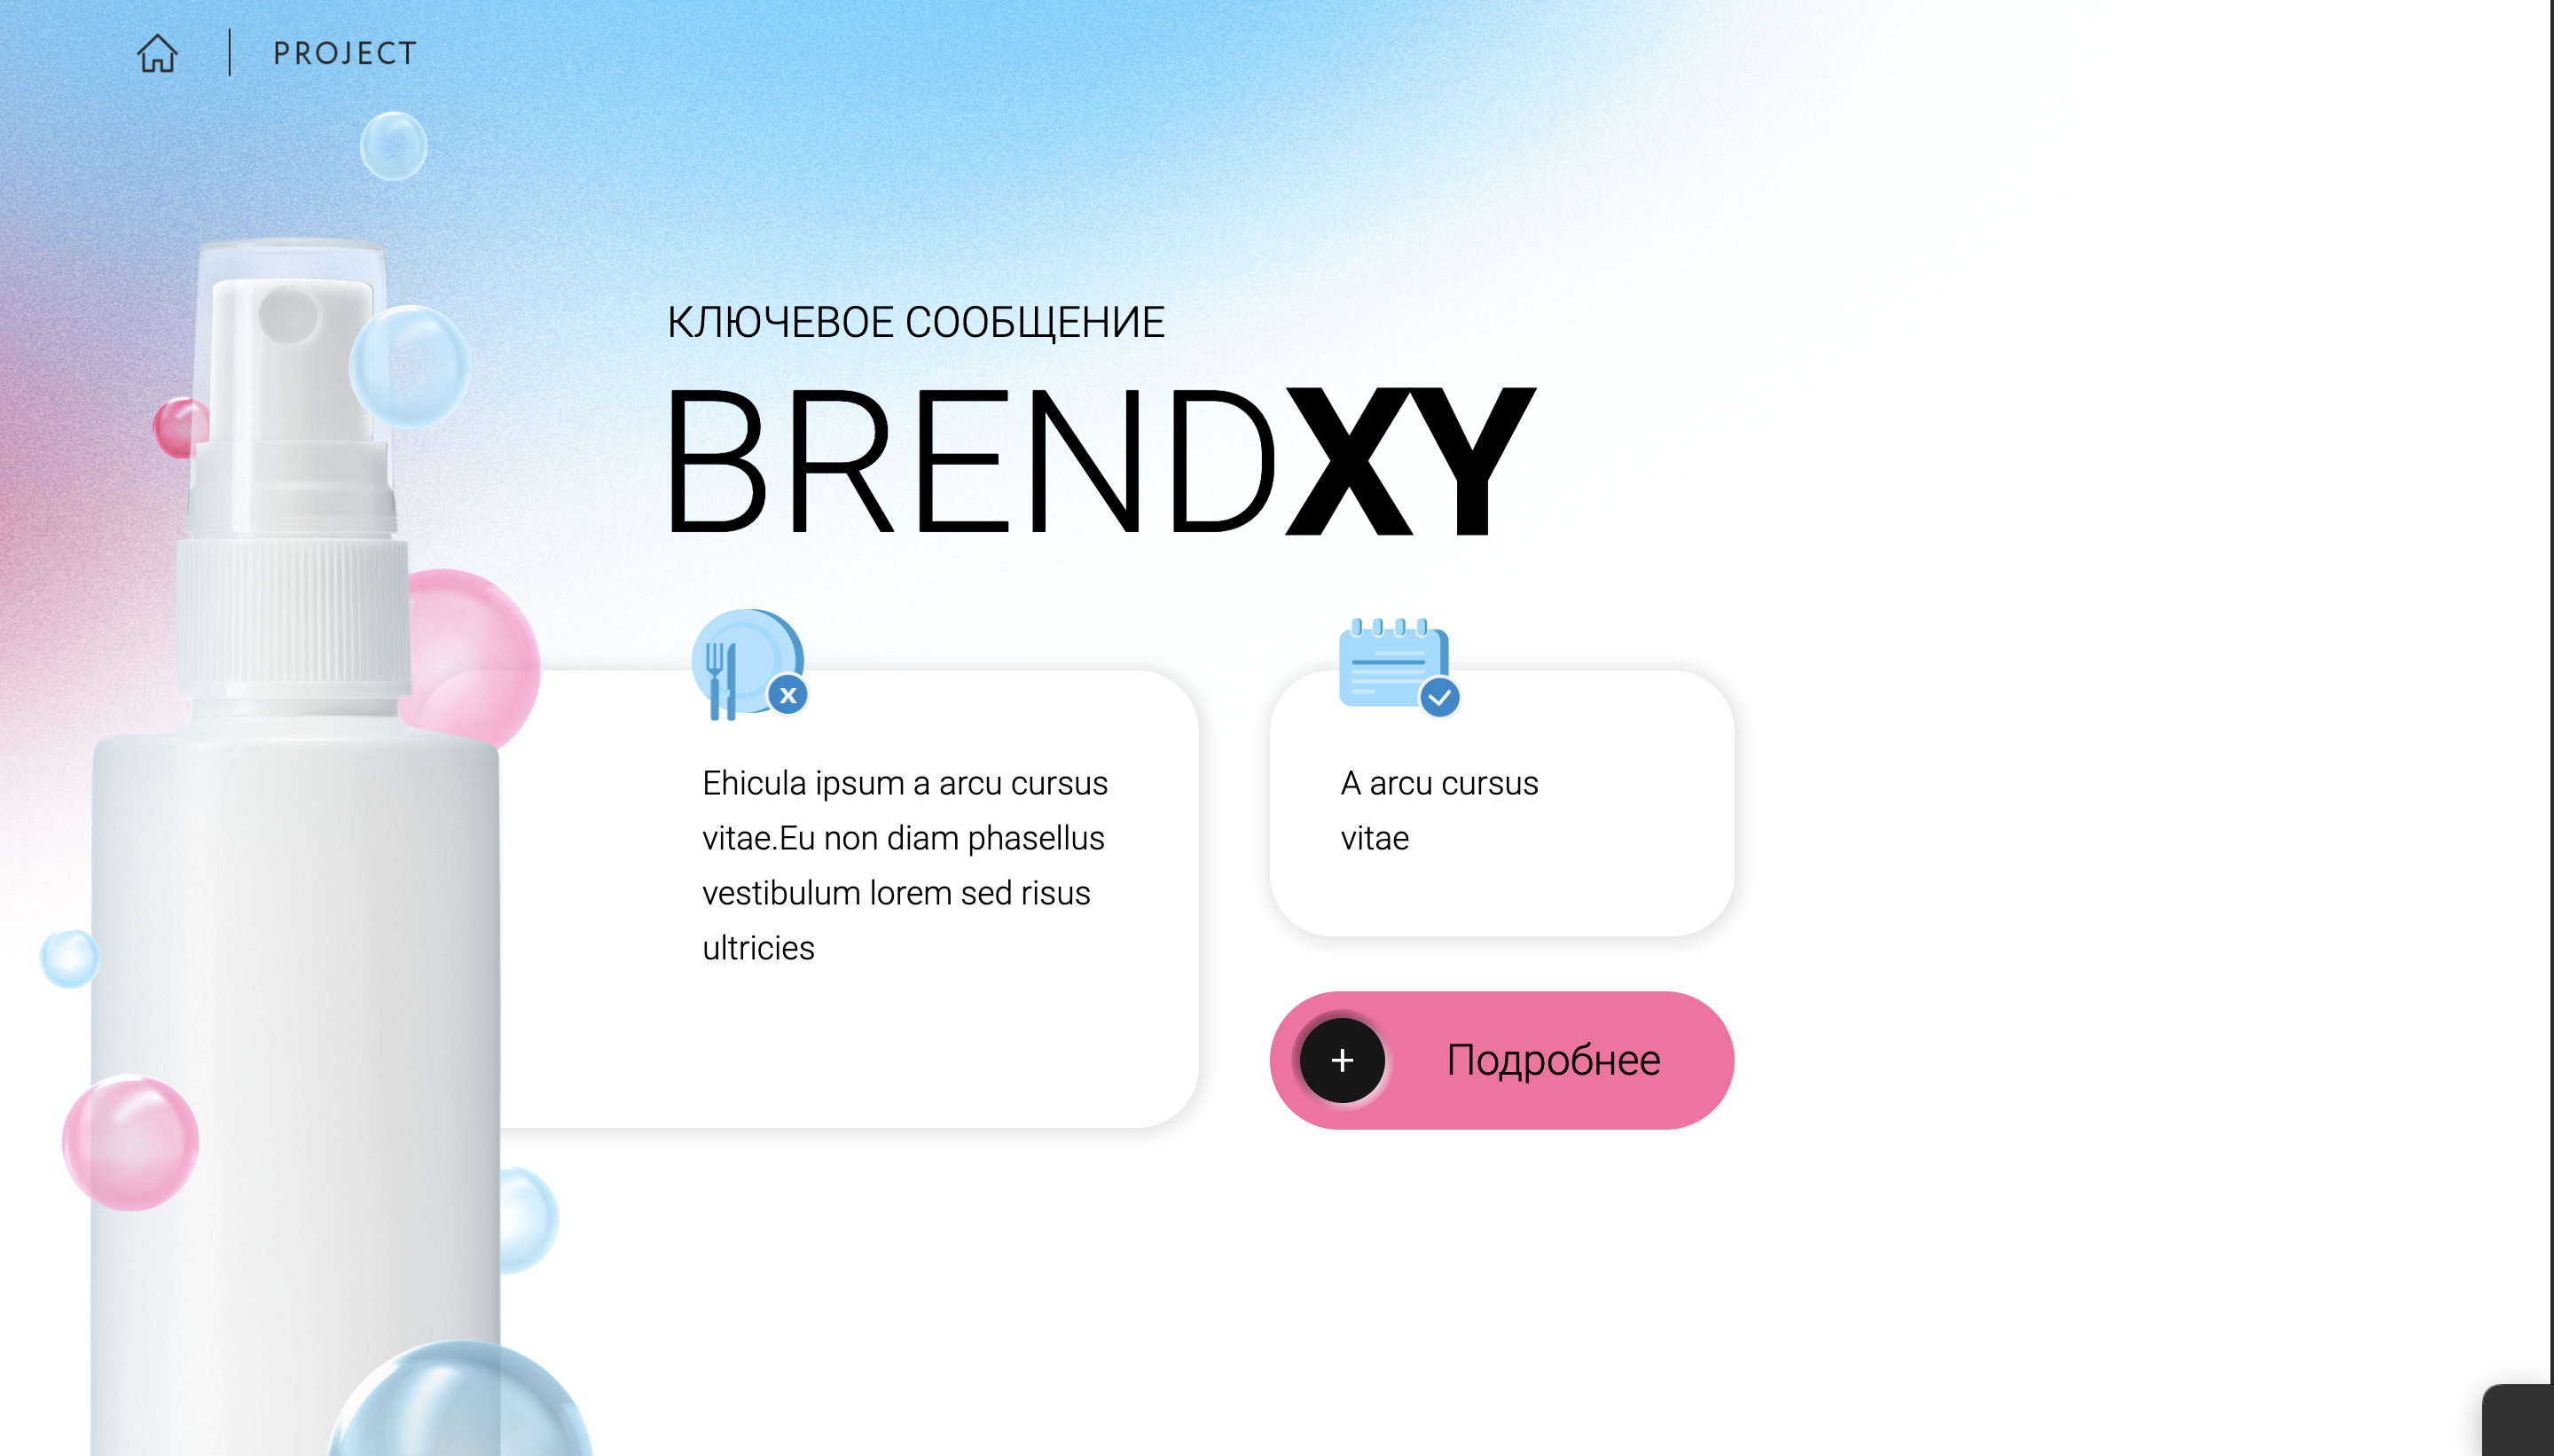 PROJECT
КЛЮЧЕВОЕ СООБЩЕНИЕ
BRENDXY
x
Ehicula ipsum a arcu cursus
vitae.Eu non diam phasellus
vestibulum lorem sed risus
ultricies
A arcu cursus
vitae
+ Подробнее